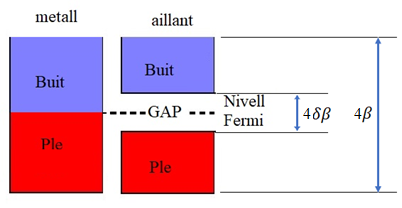 metall
aillant
Buit
Buit
GAP
Nivell
Fermi
4δβ
4β
Ple
Ple